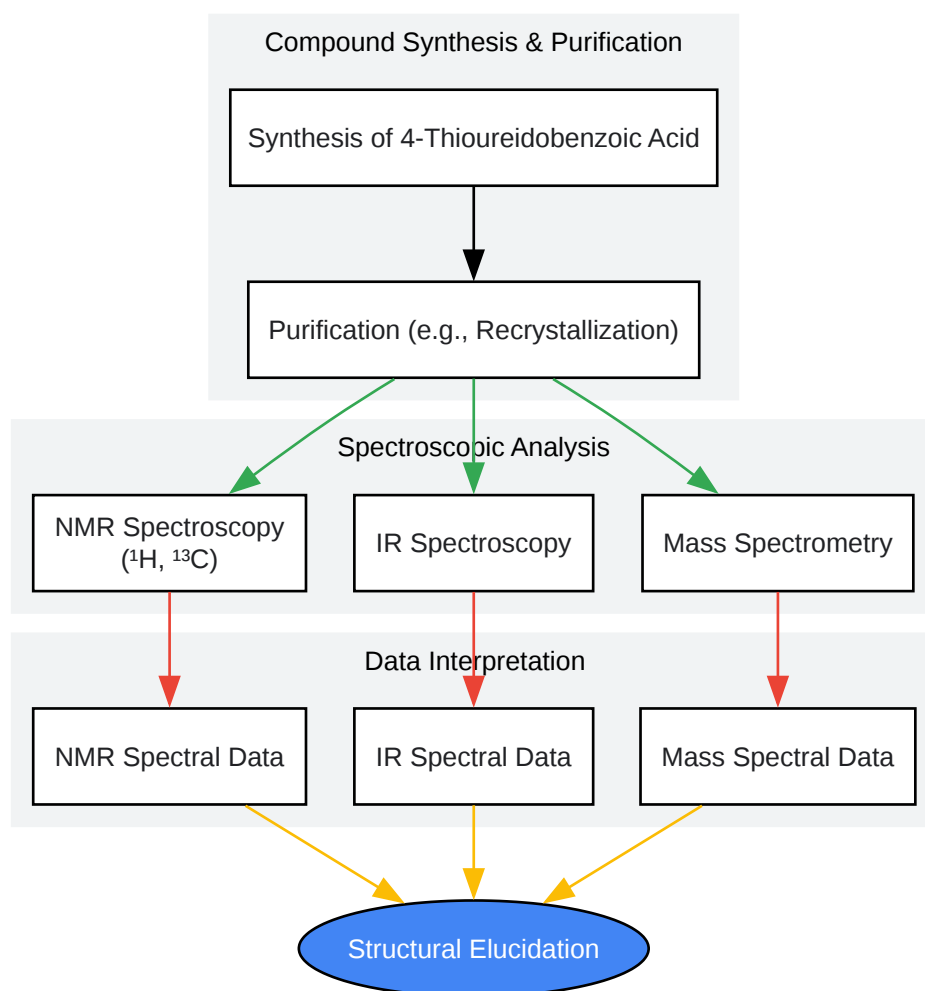 Compound Synthesis & Purification
Synthesis of 4-Thioureidobenzoic Acid
Purification (e.g., Recrystallization)
Spectroscopic Analysis
NMR Spectroscopy
(¹H, ¹³C)
IR Spectroscopy
Mass Spectrometry
Data Interpretation
NMR Spectral Data
IR Spectral Data
Mass Spectral Data
Structural Elucidation